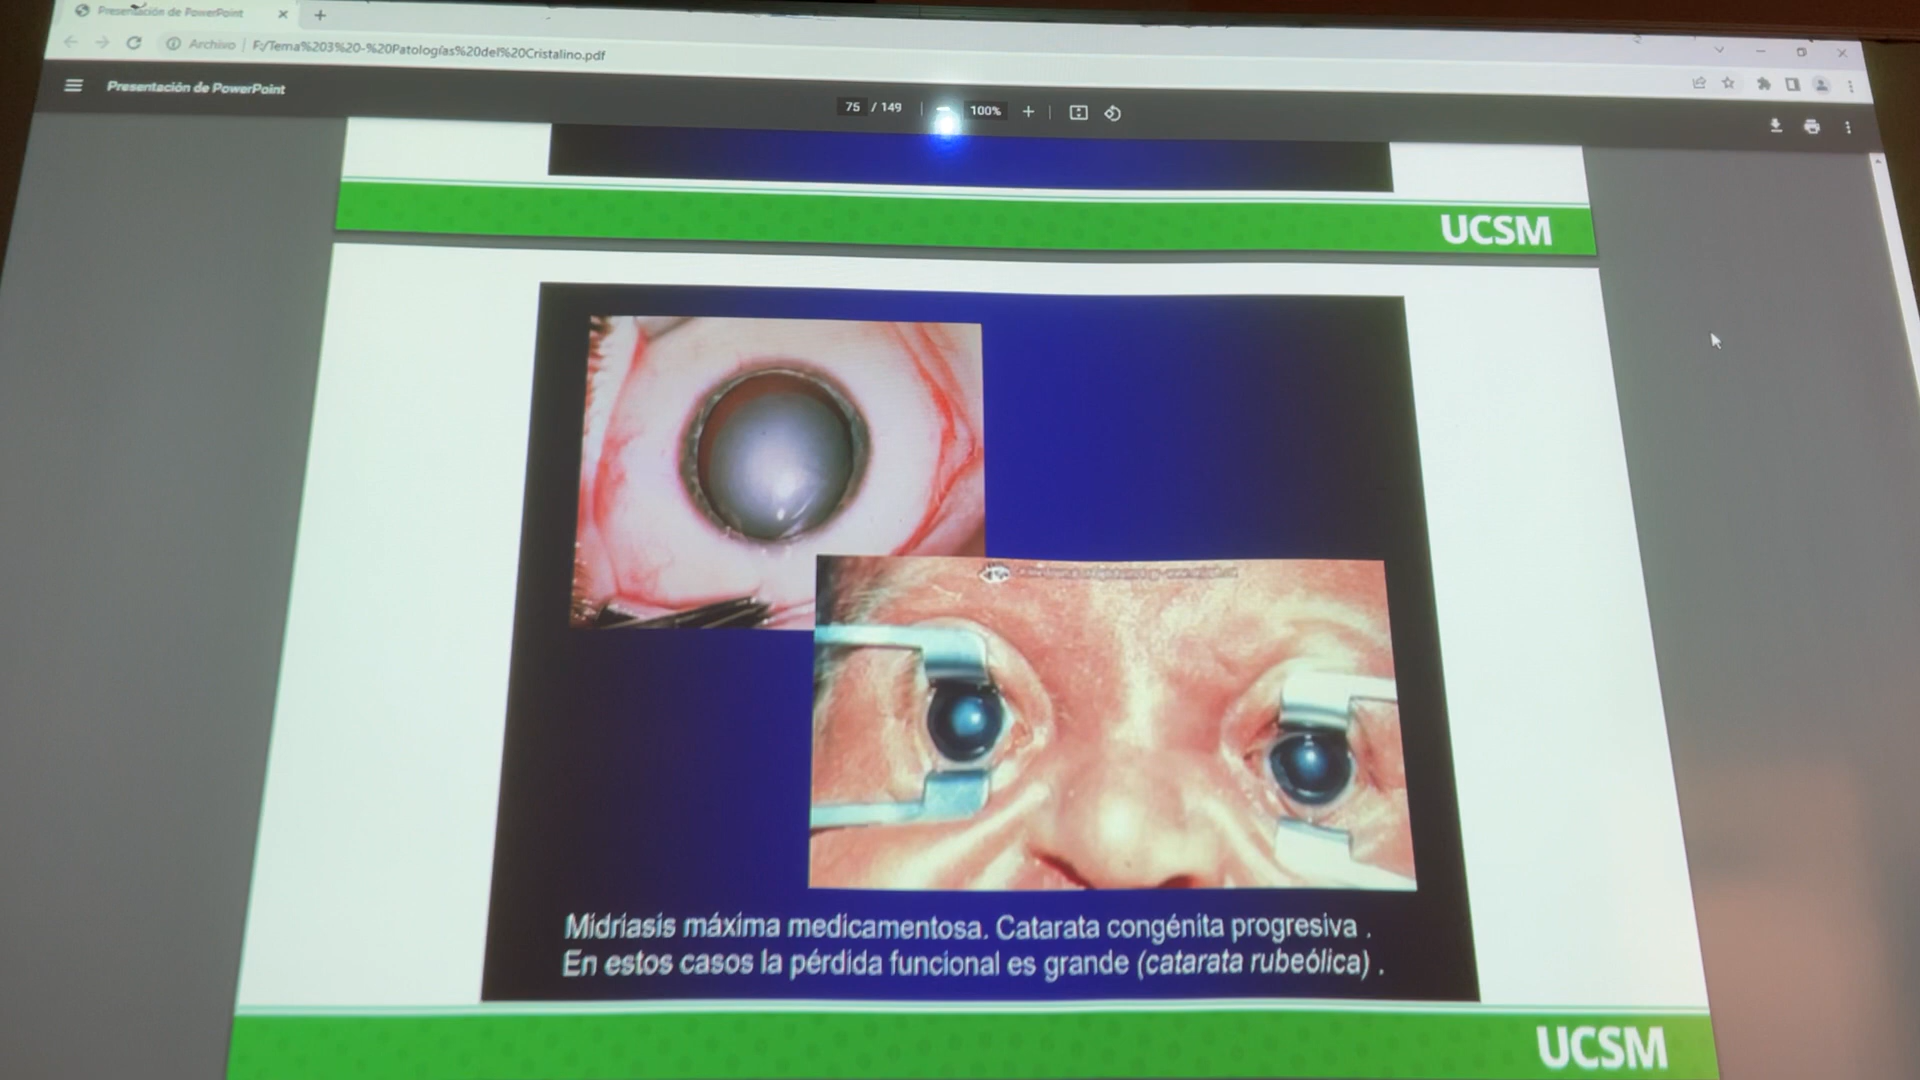 Presentación de PowerPoint
Archivo | F:/Tema%203%20-%20Patologías%20del%20Cristalino.pdf
Presentación de PowerPoint
75 / 149
100%
UCSM
Midriasis máxima medicamentosa. Catarata congénita progresiva .
En estos casos la pérdida funcional es grande (catarata rubeólica) .
UCSM